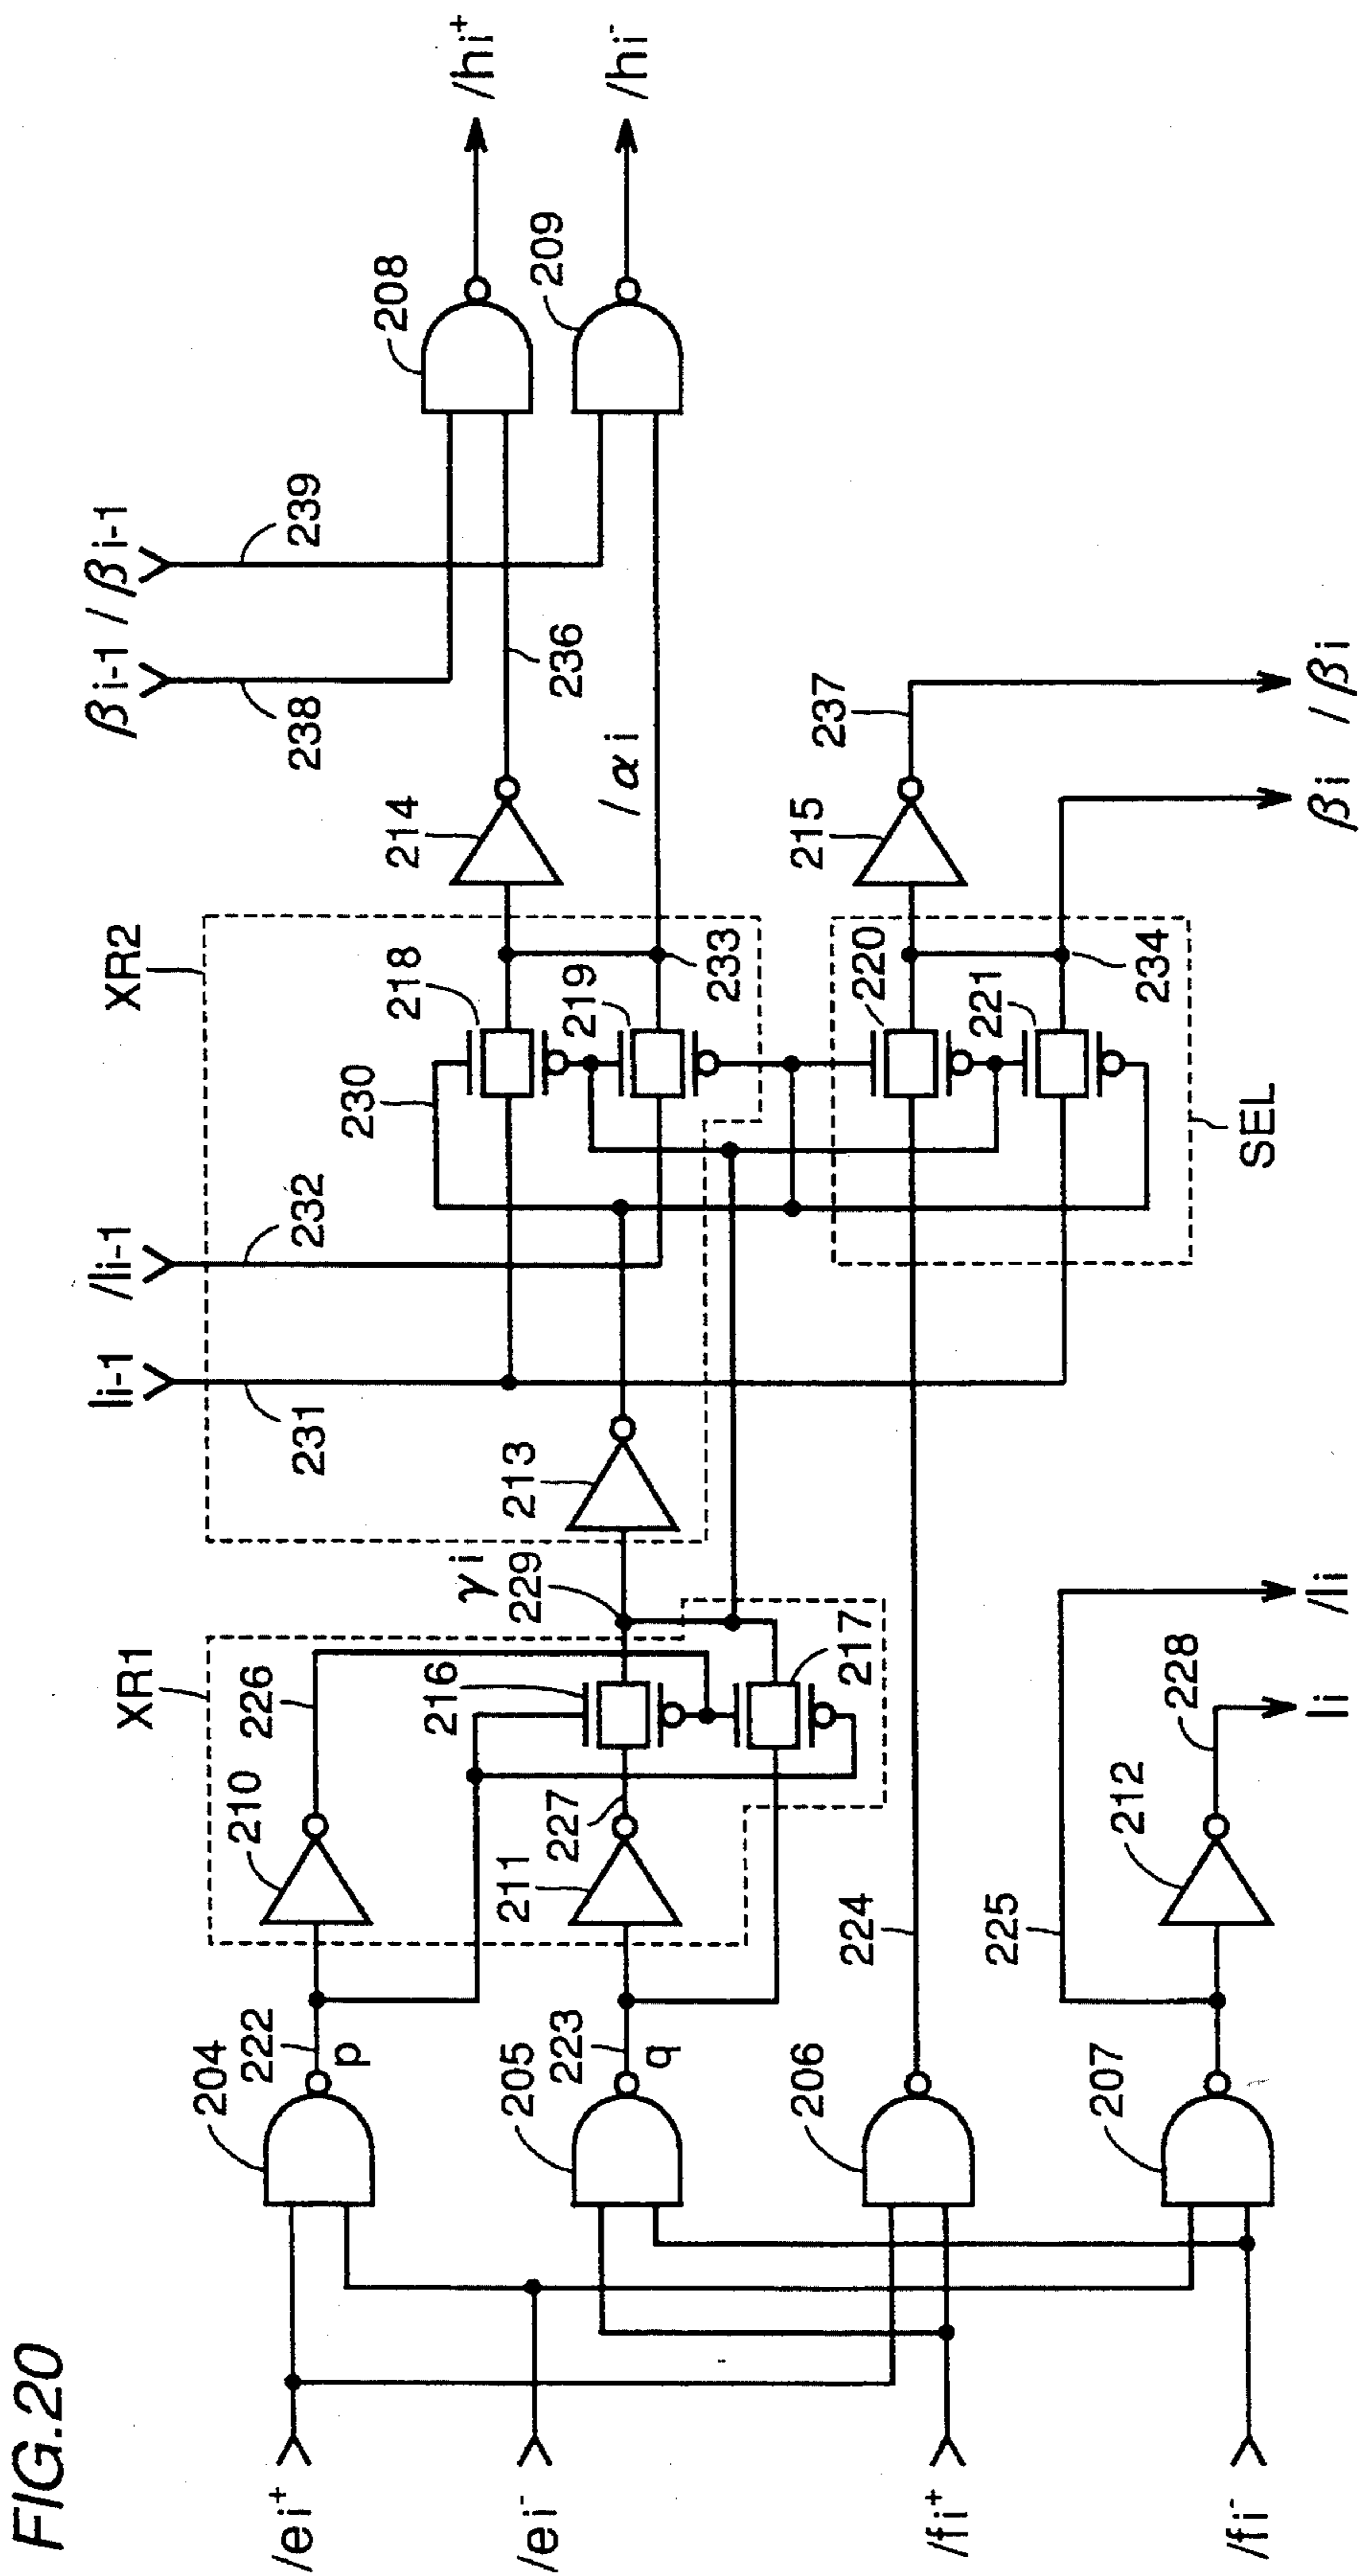 FIG.20
/ei+
/ei-
/fi+
/fi-
204
222
p
205
223
q
206
224
207
225
XR1
210
226
211
227
216
217
212
228
li
/li
γi
229
213
XR2
li-1
231
/li-1
232
230
218
219
233
220
221
234
SEL
214
/αi
236
215
237
βi
/βi
βi-1
238
/βi-1
239
208
209
/hi+
/hi-